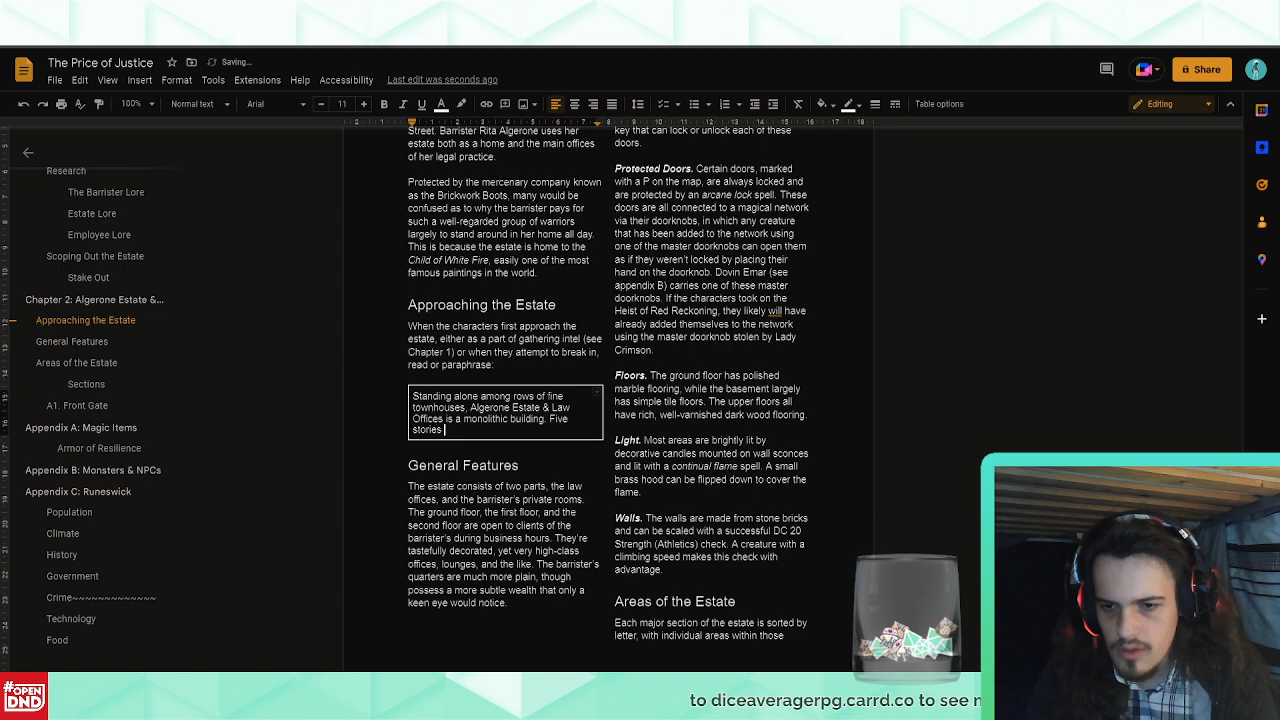 The Price of Justice
Saving...
File Edit View Insert Format Tools Extensions Help Accessibility
Last edit was seconds ago
Share
100%
Normal text
Arial
11
Table options
Editing
Research
The Barrister Lore
Estate Lore
Employee Lore
Scoping Out the Estate
Stake Out
Chapter 2: Algerone Estate &...
Approaching the Estate
General Features
Areas of the Estate
Sections
A1. Front Gate
Appendix A: Magic Items
Armor of Resilience
Appendix B: Monsters & NPCs
Appendix C: Runeswick
Population
Climate
History
Government
Crime~~~~~~~~~~~~~
Technology
Food
Street. Barrister Rita Algerone uses her
estate both as a home and the main offices
of her legal practice.
Protected by the mercenary company known
as the Brickwork Boots, many would be
confused as to why the barrister pays for
such a well-regarded group of warriors
largely to stand around in her home all day.
This is because the estate is home to the
Child of White Fire, easily one of the most
famous paintings in the world.
Approaching the Estate
When the characters first approach the
estate, either as a part of gathering intel (see
Chapter 1) or when they attempt to break in,
read or paraphrase:
Standing alone among rows of fine
townhouses, Algerone Estate & Law
Offices is a monolithic building. Five
stories
General Features
The estate consists of two parts, the law
offices, and the barrister's private rooms.
The ground floor, the first floor, and the
second floor are open to clients of the
barrister's during business hours. They're
tastefully decorated, yet very high-class
offices, lounges, and the like. The barrister's
quarters are much more plain, though
possess a more subtle wealth that only a
keen eye would notice.
key that can lock or unlock each of these
doors.
Protected Doors. Certain doors, marked
with a P on the map, are always locked and
are protected by an arcane lock spell. These
doors are all connected to a magical network
via their doorknobs, in which any creature
that has been added to the network using
one of the master doorknobs can open them
as if they weren't locked by placing their
hand on the doorknob. Dovin Emar (see
appendix B) carries one of these master
doorknobs. If the characters took on the
Heist of Red Reckoning, they likely will have
already added themselves to the network
using the master doorknob stolen by Lady
Crimson.
Floors. The ground floor has polished
marble flooring, while the basement largely
has simple tile floors. The upper floors all
have rich, well-varnished dark wood flooring.
Light. Most areas are brightly lit by
decorative candles mounted on wall sconces
and lit with a continual flame spell. A small
brass hood can be flipped down to cover the
flame.
Walls. The walls are made from stone bricks
and can be scaled with a successful DC 20
Strength (Athletics) check. A creature with a
climbing speed makes this check with
advantage.
Areas of the Estate
Each major section of the estate is sorted by
letter, with individual areas within those
#OPEN
DND
to diceaveragerpg.carrd.co to see